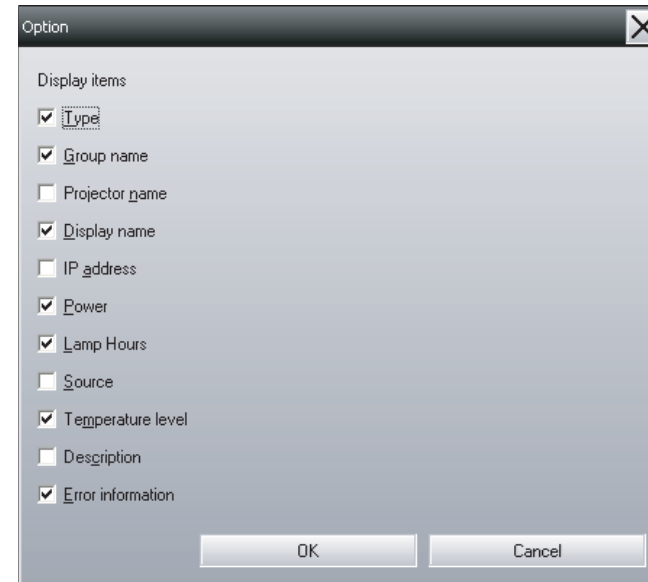 Option
Display items
Type
Group name
Projector name
Display name
IP address
Power
Lamp Hours
Source
Temperature level
Description
Error information
OK Cancel